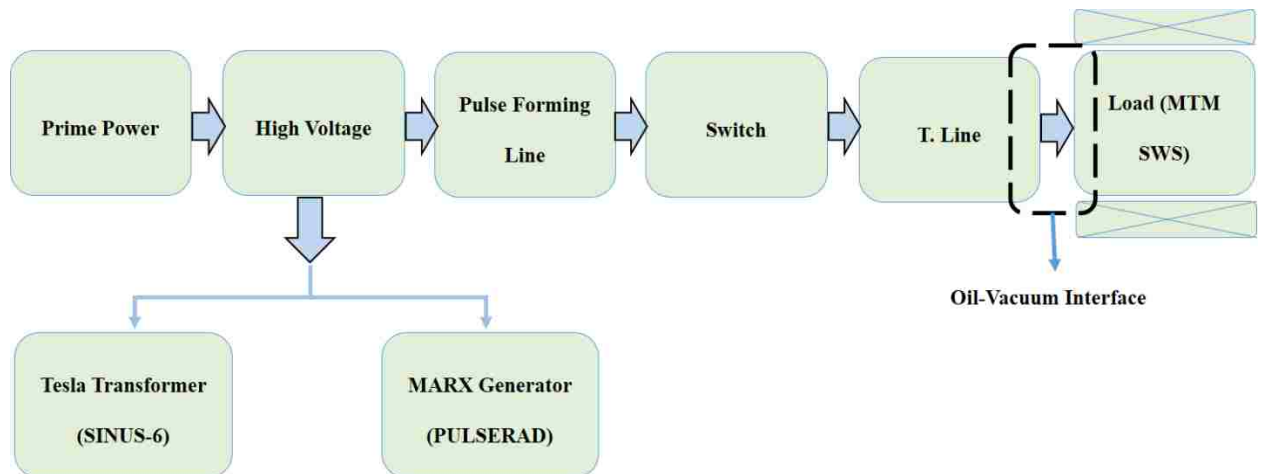 Prime Power
High Voltage
Pulse Forming
Line
Switch
T. Line
Load (MTM
SWS)
Oil-Vacuum Interface
Tesla Transformer
(SINUS-6)
MARX Generator
(PULSERAD)